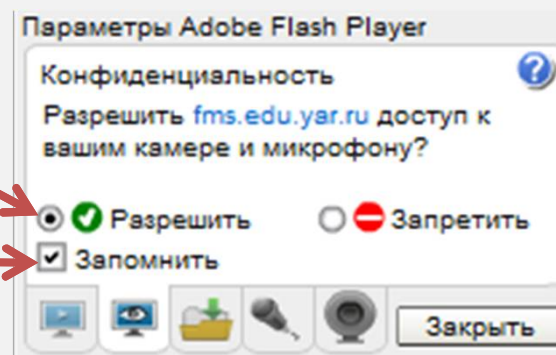 Параметры Adobe Flash Player
Конфиденциальность
?
Разрешить fms.edu.yar.ru доступ к
вашим камере и микрофону?
Разрешить Запретить
Запомнить
Закрыть